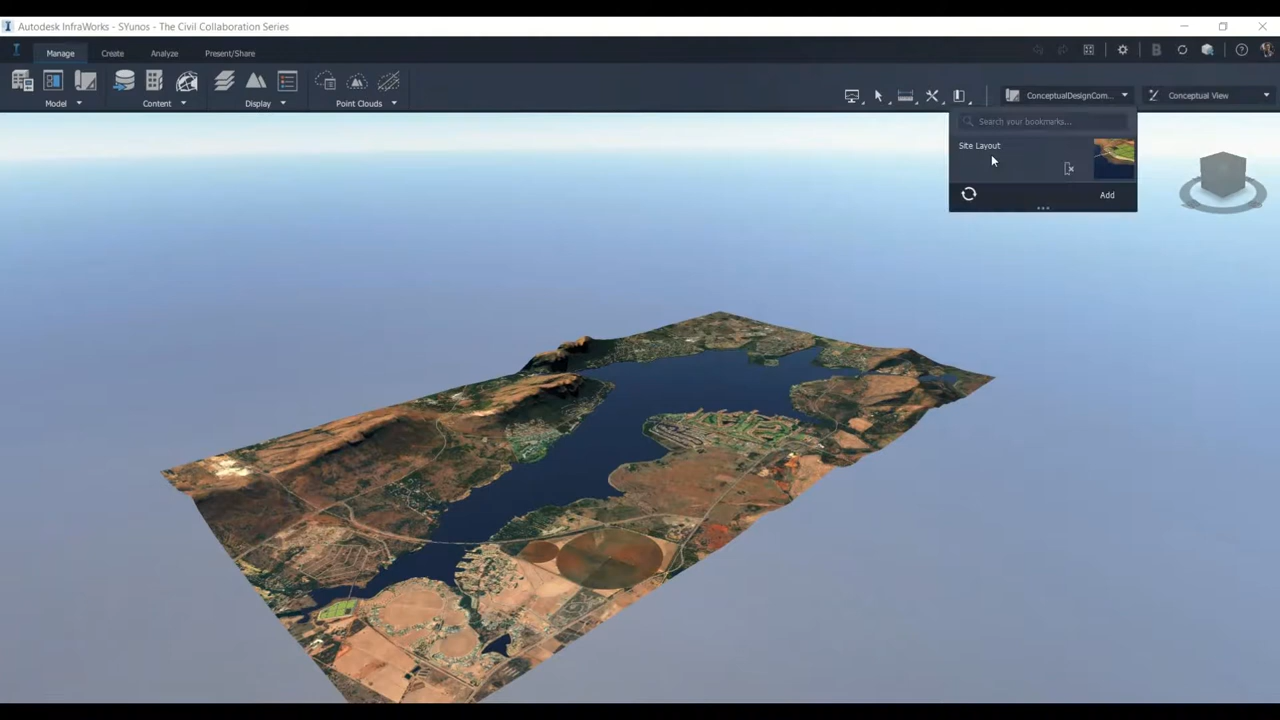 Autodesk InfraWorks - SYunos - The Civil Collaboration Series
Manage Create Analyze Present/Share
Model Content Display Point Clouds
ConceptualDesignCom... Conceptual View
Search your bookmarks...
Site Layout
Add